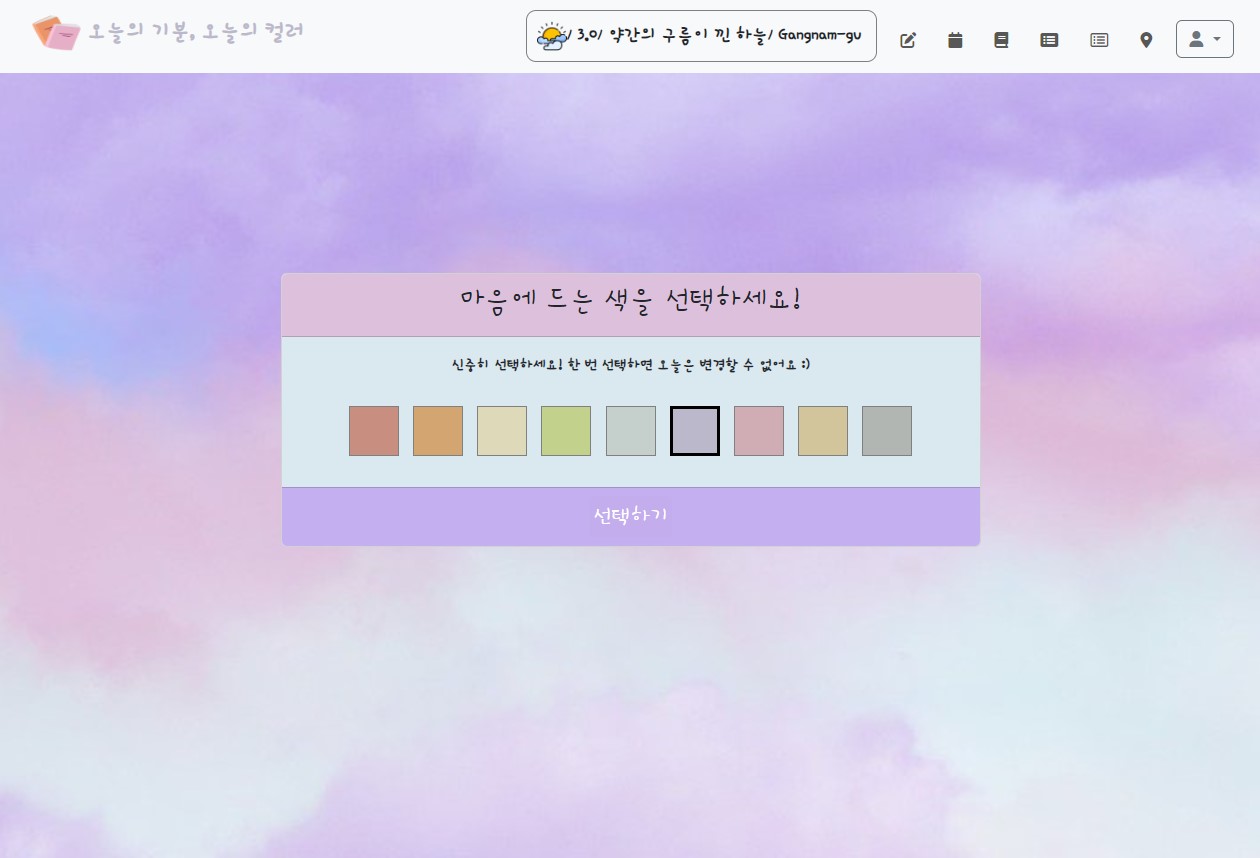 오늘의 기분, 오늘의 컬러
/ 3.0/ 약간의 구름이 낀 하늘/ Gangnam-gu
마음에 드는 색을 선택하세요!
신중히 선택하세요! 한 번 선택하면 오늘은 변경할 수 없어요 :)
선택하기